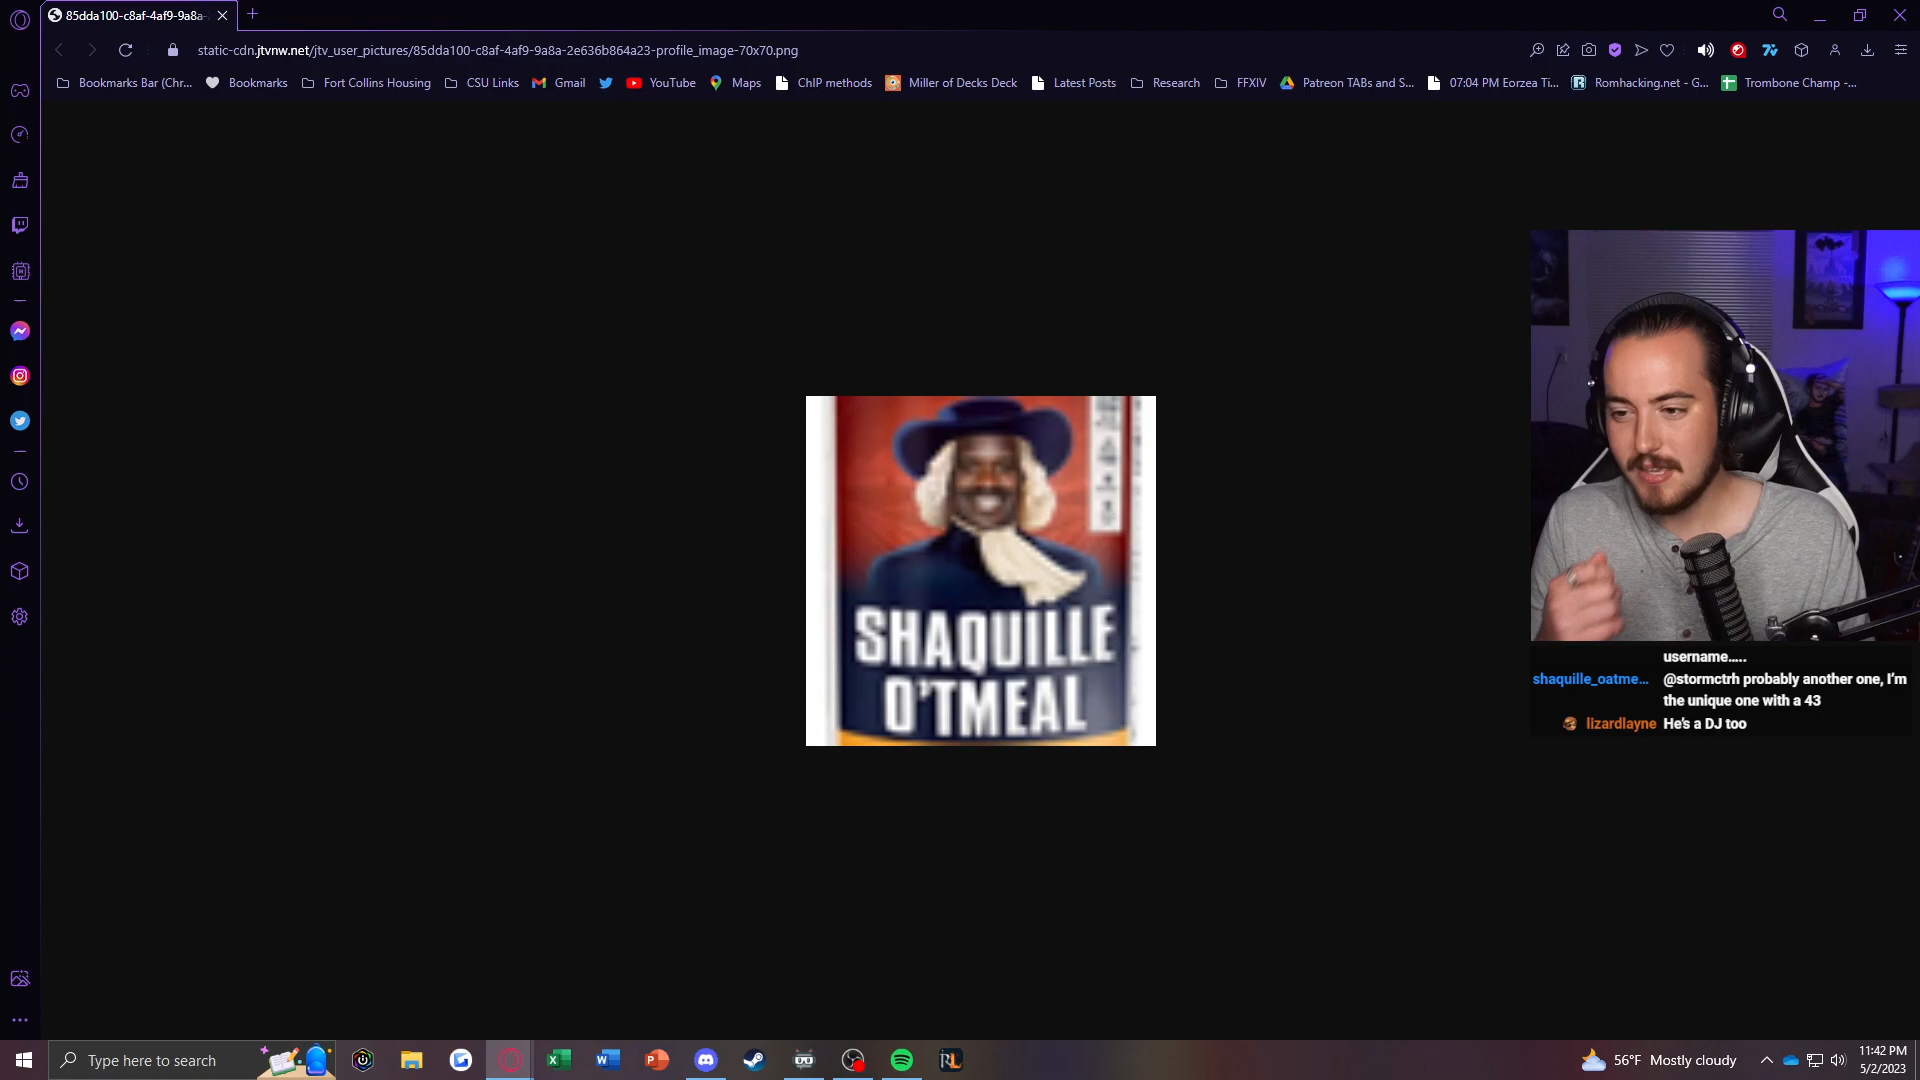 85dda100-c8af-4af9-9a8a-
static-cdn.jtvnw.net/jtv_user_pictures/85dda100-c8af-4af9-9a8a-2e636b864a23-profile_image-70x70.png
Bookmarks Bar (Chr... Bookmarks Fort Collins Housing CSU Links Gmail YouTube Maps ChIP methods Miller of Decks Deck Latest Posts Research FFXIV Patreon TABs and S... 07:04 PM Eorzea Ti... Romhacking.net - G... Trombone Champ -...
SHAQUILLE
O'TMEAL
username.....
shaquille_oatme... @stormctrh probably another one, I'm
the unique one with a 43
lizardlayne He's a DJ too
Type here to search
56°F Mostly cloudy
11:42 PM
5/2/2023